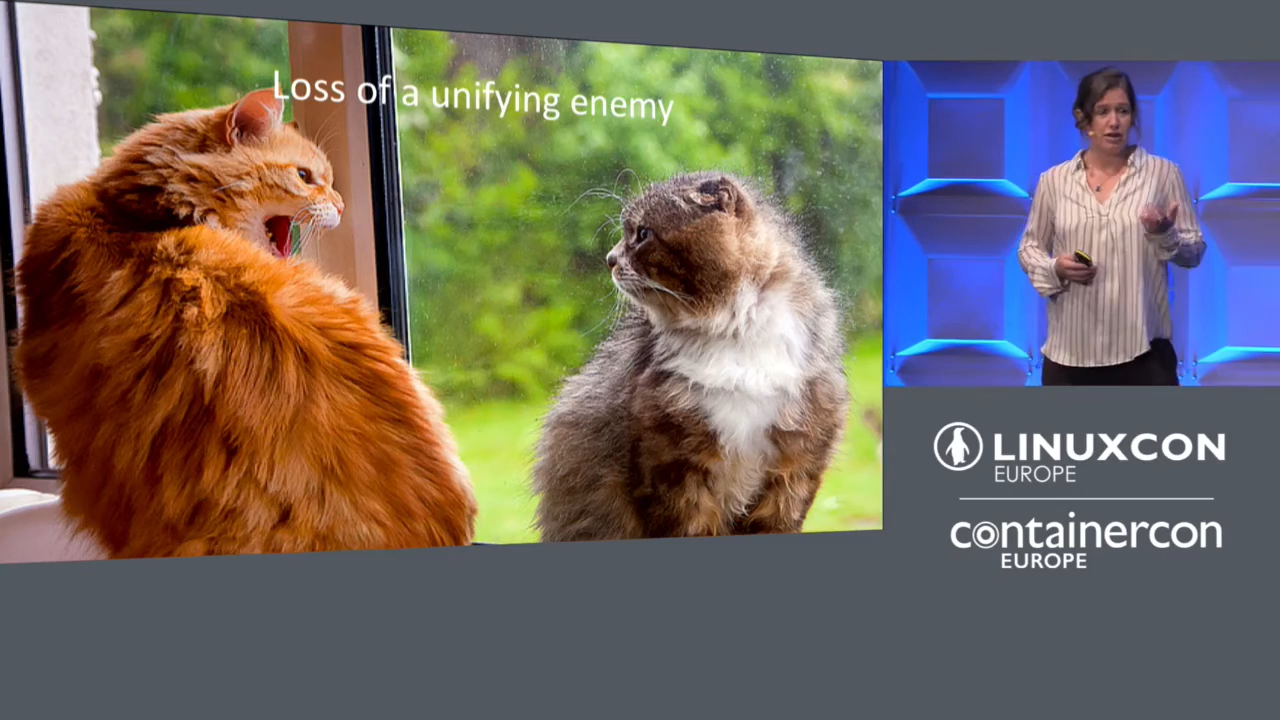 Loss of a unifying enemy
LINUXCON
EUROPE
containercon
EUROPE